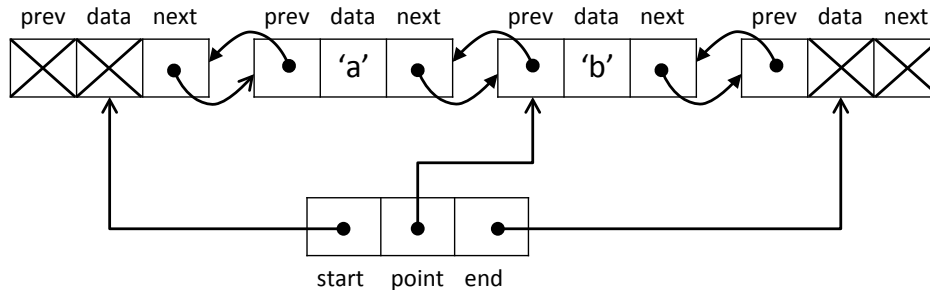 prev data next prev data next prev data next prev data next
‘a’ ‘b’
start point end